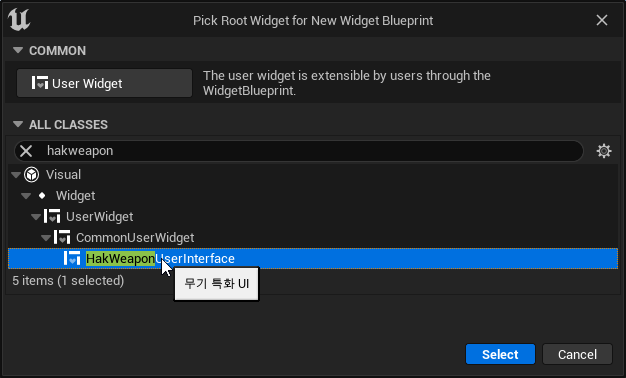 Pick Root Widget for New Widget Blueprint
COMMON
User Widget
The user widget is extensible by users through the
WidgetBlueprint.
ALL CLASSES
hakweapon
Visual
Widget
UserWidget
CommonUserWidget
HakWeaponUserInterface
5 items (1 selected)
무기 특화 UI
Select
Cancel